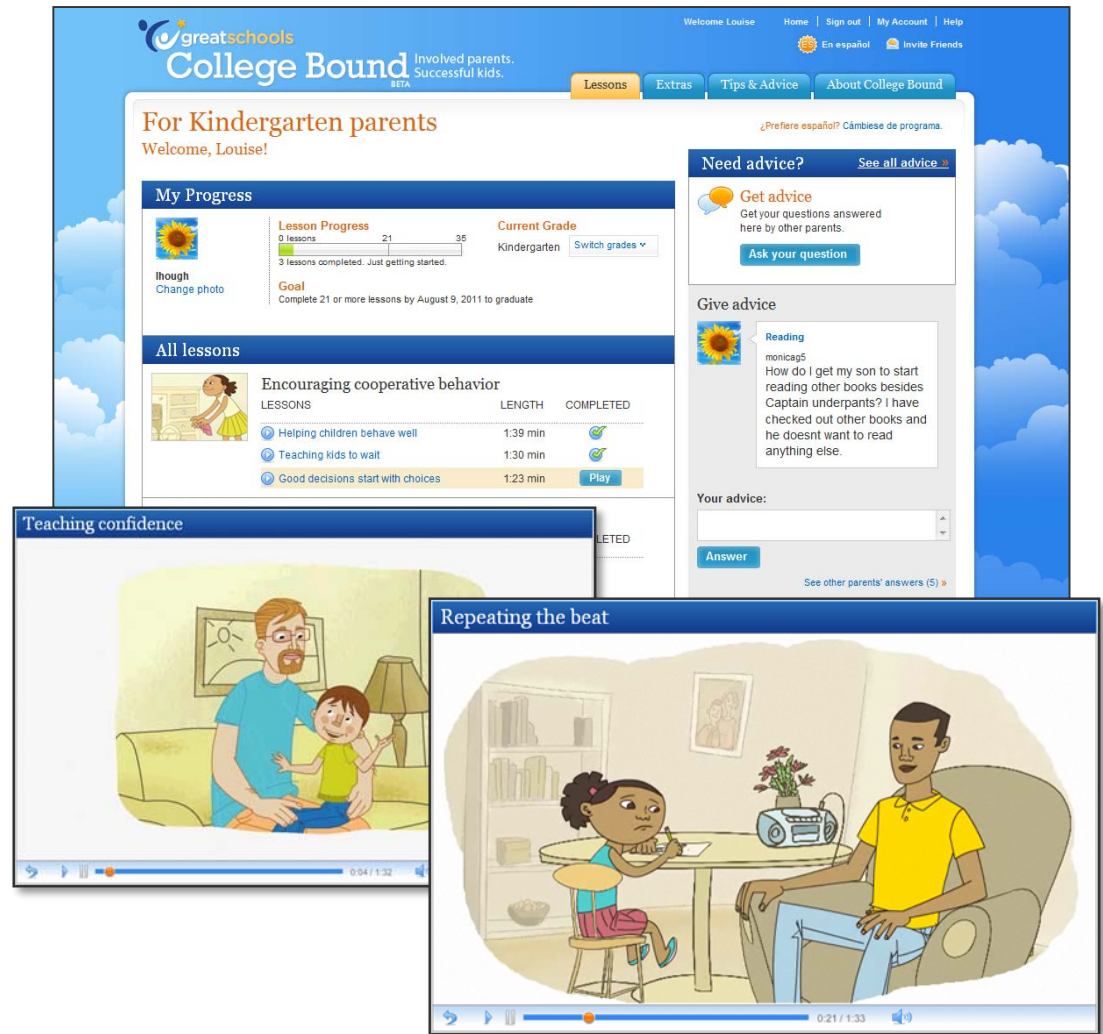 Welcome Louise Home | Sign out | My Account | Help
En español Invite Friends
greatschools
College Bound
BETA
Involved parents.
Successful kids.
Lessons Extras Tips & Advice About College Bound
For Kindergarten parents
¿Prefiere español? Cámbiese de programa.
Welcome, Louise!
My Progress
Lesson Progress
0 lessons 21 35
3 lessons completed. Just getting started.
Goal
Complete 21 or more lessons by August 9, 2011 to graduate
Current Grade
Kindergarten Switch grades
lhough
Change photo
All lessons
Encouraging cooperative behavior
LESSONS LENGTH COMPLETED
Helping children behave well 1:39 min
Teaching kids to wait 1:30 min
Good decisions start with choices 1:23 min Play
LETED
Need advice? See all advice »
Get advice
Get your questions answered
here by other parents.
Ask your question
Give advice
Reading
monicag5
How do I get my son to start
reading other books besides
Captain underpants? I have
checked out other books and
he doesnt want to read
anything else.
Your advice:
Answer
See other parents' answers (5) »
Teaching confidence
0:04 / 1:32
Repeating the beat
0:21 / 1:33